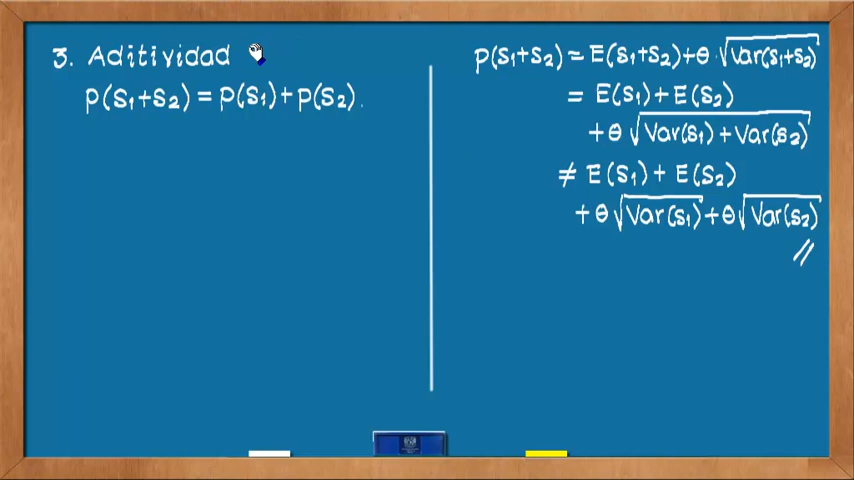 3. Aditividad
p(S₁+S₂) = p(S₁) + p(S₂).
p(S₁+S₂) = E(S₁+S₂) + θ·√Var(S₁+S₂)
= E(S₁) + E(S₂)
+ θ √Var(S₁) + Var(S₂)
≠ E(S₁) + E(S₂)
+ θ √Var(S₁) + θ √Var(S₂)
//